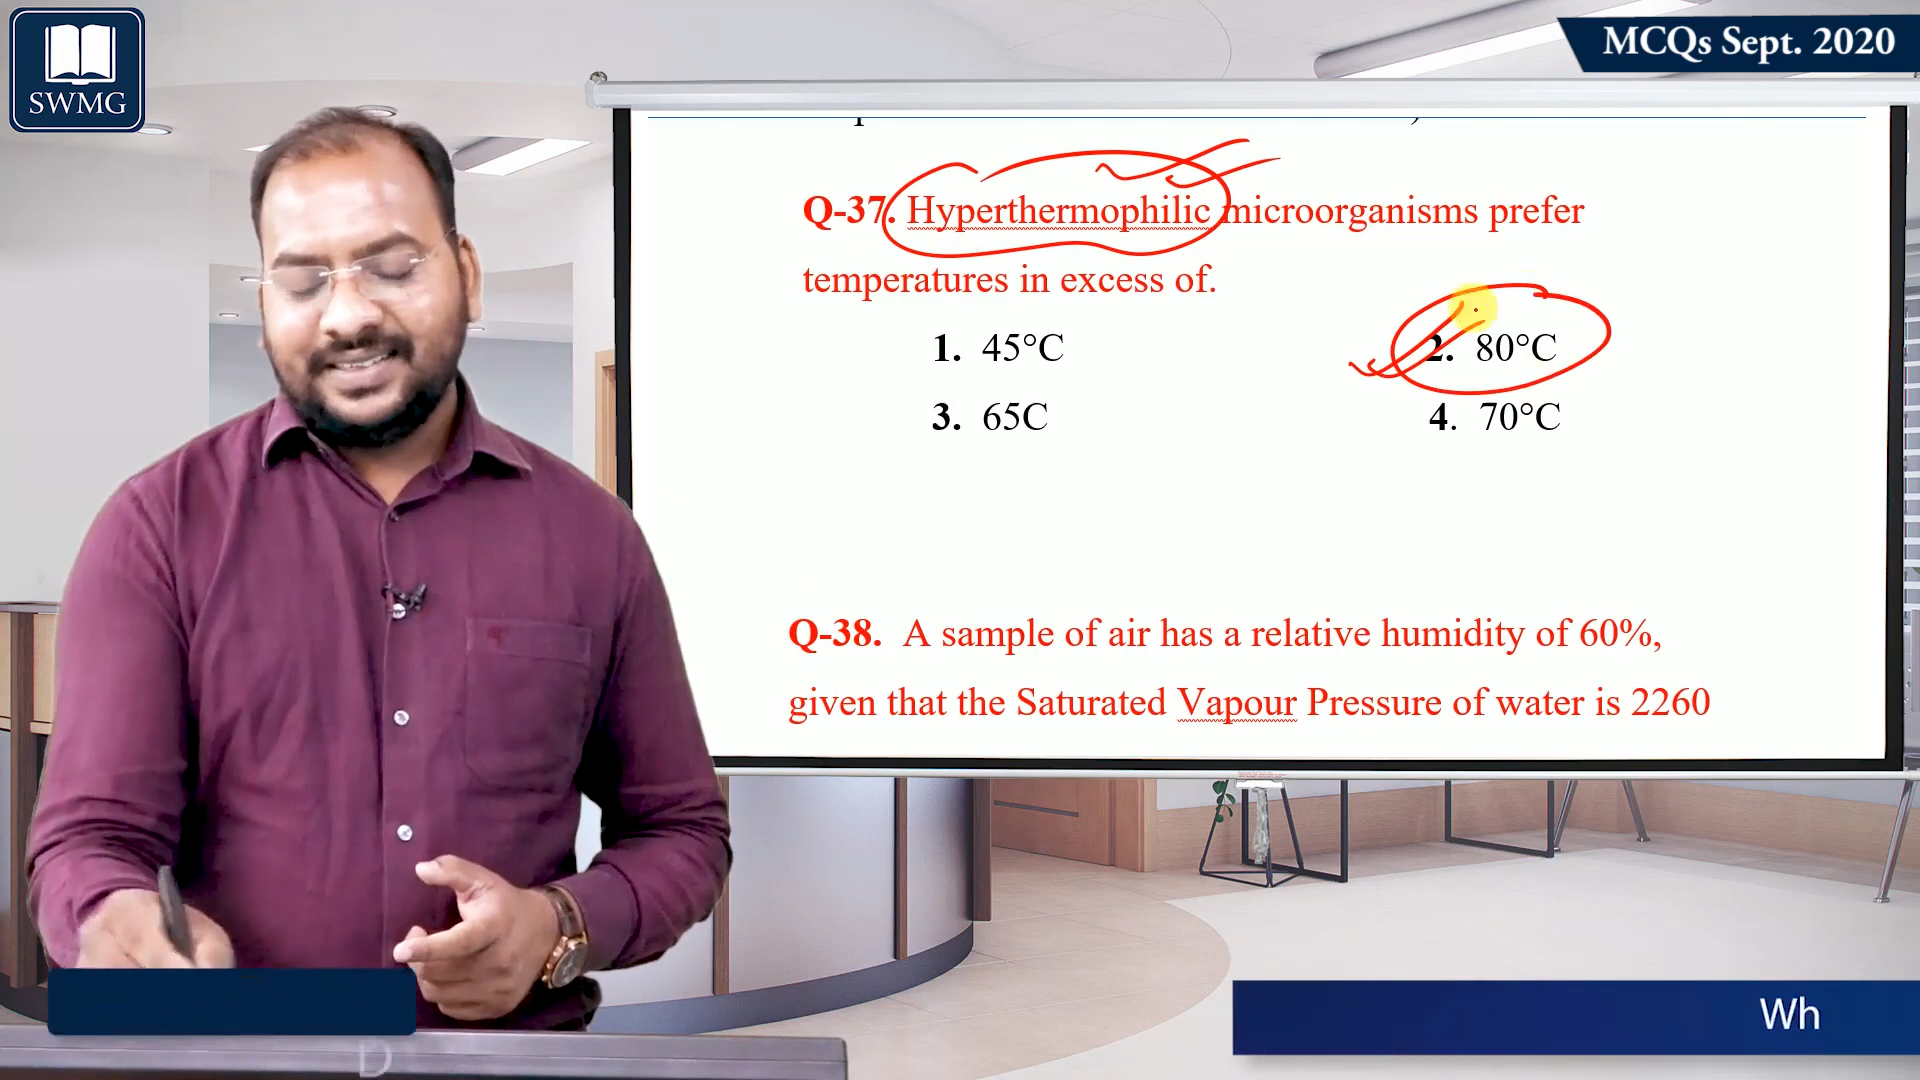 SWMG
MCQs Sept. 2020
Q-37. Hyperthermophilic microorganisms prefer
temperatures in excess of.
1. 45°C
2. 80°C
3. 65C
4. 70°C
Q-38. A sample of air has a relative humidity of 60%,
given that the Saturated Vapour Pressure of water is 2260
Wh
D